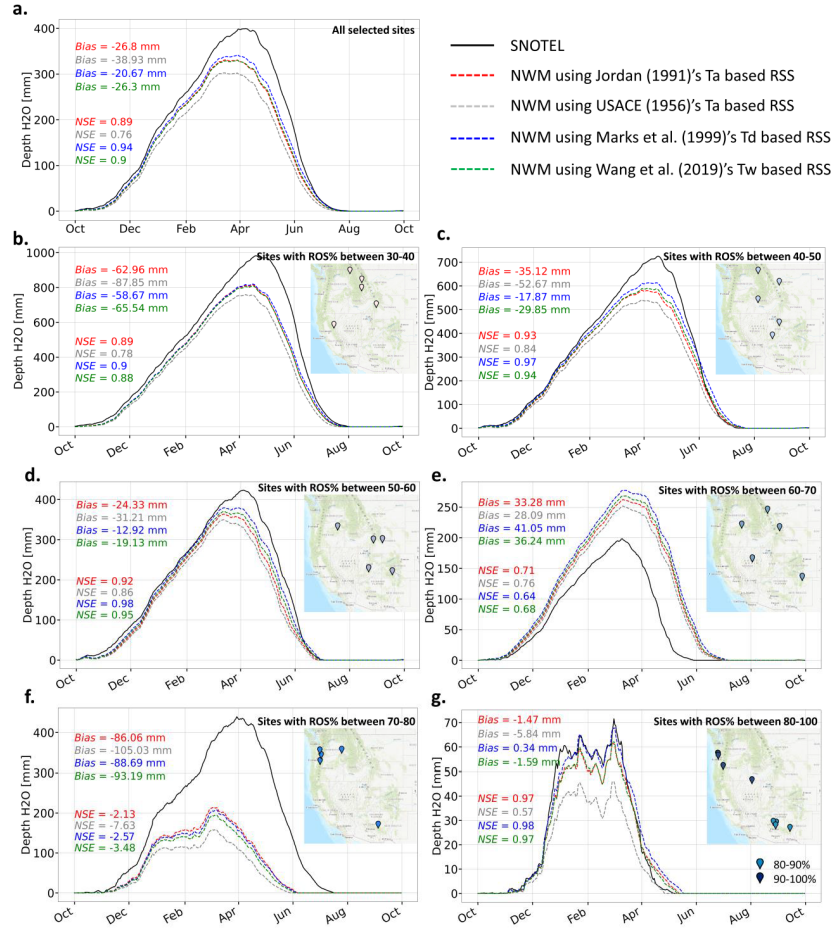 a.
All selected sites
Bias = -26.8 mm
Bias = -38.93 mm
Bias = -20.67 mm
Bias = -26.3 mm
NSE = 0.89
NSE = 0.76
NSE = 0.94
NSE = 0.9
Depth H2O [mm]
400
300
200
100
0
Oct Dec Feb Apr Jun Aug Oct
SNOTEL
NWM using Jordan (1991)'s Ta based RSS
NWM using USACE (1956)'s Ta based RSS
NWM using Marks et al. (1999)'s Td based RSS
NWM using Wang et al. (2019)'s Tw based RSS
b.
Sites with ROS% between 30-40
Bias = -62.96 mm
Bias = -87.85 mm
Bias = -58.67 mm
Bias = -65.54 mm
NSE = 0.89
NSE = 0.78
NSE = 0.9
NSE = 0.88
Depth H2O [mm]
1000
800
600
400
200
0
Oct Dec Feb Apr Jun Aug Oct
c.
Sites with ROS% between 40-50
Bias = -35.12 mm
Bias = -52.67 mm
Bias = -17.87 mm
Bias = -29.85 mm
NSE = 0.93
NSE = 0.84
NSE = 0.97
NSE = 0.94
Depth H2O [mm]
700
600
500
400
300
200
100
0
Oct Dec Feb Apr Jun Aug Oct
d.
Sites with ROS% between 50-60
Bias = -24.33 mm
Bias = -31.21 mm
Bias = -12.92 mm
Bias = -19.13 mm
NSE = 0.92
NSE = 0.86
NSE = 0.98
NSE = 0.95
Depth H2O [mm]
400
300
200
100
0
Oct Dec Feb Apr Jun Aug Oct
e.
Sites with ROS% between 60-70
Bias = 33.28 mm
Bias = 28.09 mm
Bias = 41.05 mm
Bias = 36.24 mm
NSE = 0.71
NSE = 0.76
NSE = 0.64
NSE = 0.68
Depth H2O [mm]
250
200
150
100
50
0
Oct Dec Feb Apr Jun Aug Oct
f.
Sites with ROS% between 70-80
Bias = -86.06 mm
Bias = -105.03 mm
Bias = -88.69 mm
Bias = -93.19 mm
NSE = -2.13
NSE = -7.63
NSE = -2.57
NSE = -3.48
Depth H2O [mm]
400
300
200
100
0
Oct Dec Feb Apr Jun Aug Oct
g.
Sites with ROS% between 80-100
Bias = -1.47 mm
Bias = -5.84 mm
Bias = 0.34 mm
Bias = -1.59 mm
NSE = 0.97
NSE = 0.57
NSE = 0.98
NSE = 0.97
Depth H2O [mm]
70
60
50
40
30
20
10
0
80-90%
90-100%
Oct Dec Feb Apr Jun Aug Oct